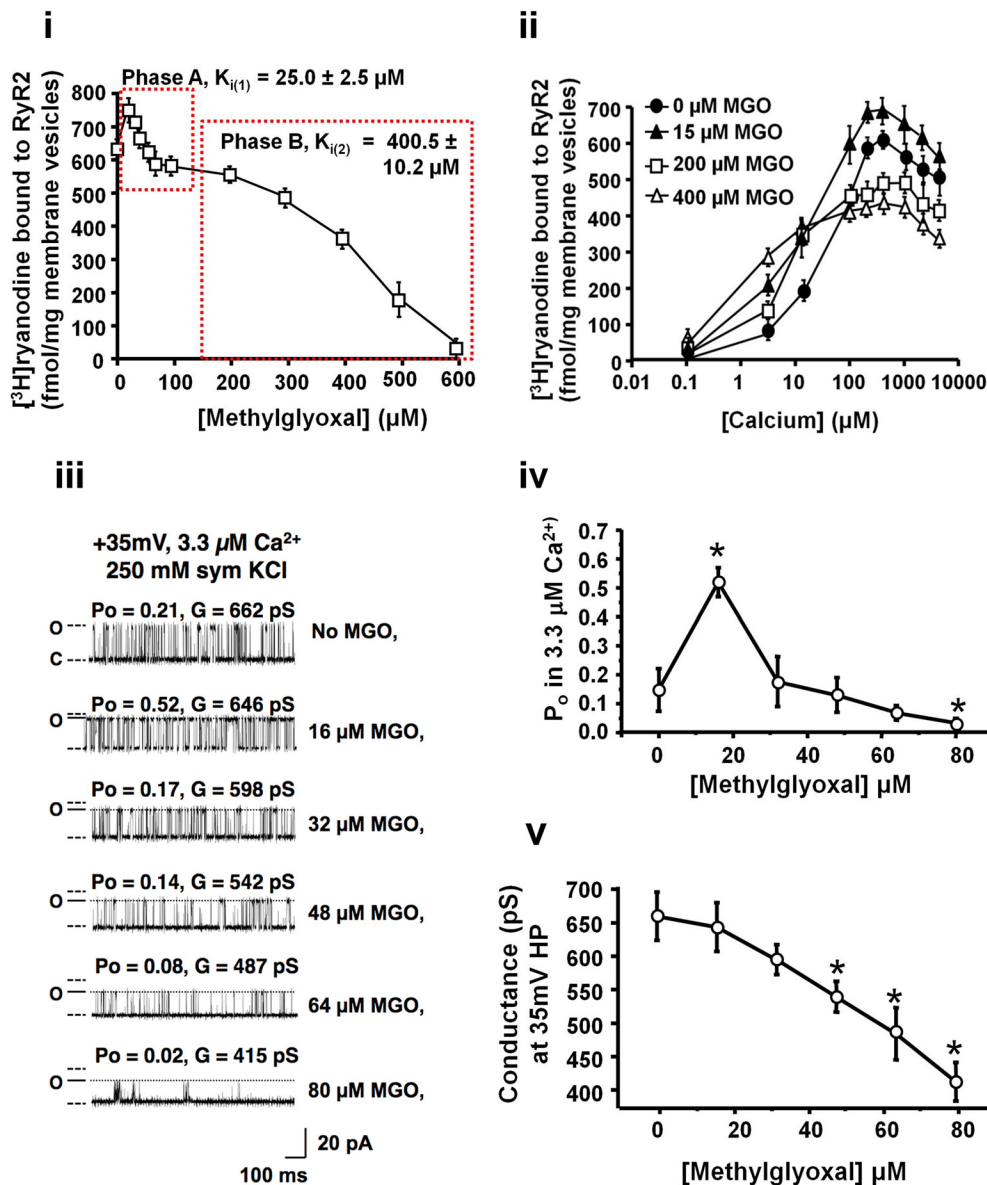 i
Phase A, Ki(1) = 25.0 ± 2.5 µM
Phase B, Ki(2) = 400.5 ±
10.2 µM
[³H]ryanodine bound to RyR2
(fmol/mg membrane vesicles)
800
700
600
500
400
300
200
100
0
0 100 200 300 400 500 600
[Methylglyoxal] (µM)
ii
0 µM MGO
15 µM MGO
200 µM MGO
400 µM MGO
[³H]ryanodine bound to RyR2
(fmol/mg membrane vesicles)
700
600
500
400
300
200
100
0
0.01 0.1 1 10 100 1000 10000
[Calcium] (µM)
iii
+35mV, 3.3 µM Ca²⁺
250 mM sym KCl
Po = 0.21, G = 662 pS
O
C
No MGO,
Po = 0.52, G = 646 pS
O
16 µM MGO,
Po = 0.17, G = 598 pS
O
32 µM MGO,
Po = 0.14, G = 542 pS
O
48 µM MGO,
Po = 0.08, G = 487 pS
O
64 µM MGO,
Po = 0.02, G = 415 pS
O
80 µM MGO,
20 pA
100 ms
iv
Po in 3.3 µM Ca²⁺
0.7
0.6
0.5
0.4
0.3
0.2
0.1
0.0
*
*
0 20 40 60 80
[Methylglyoxal] µM
v
Conductance (pS)
at 35mV HP
700
650
600
550
500
450
400
*
*
*
0 20 40 60 80
[Methylglyoxal] µM